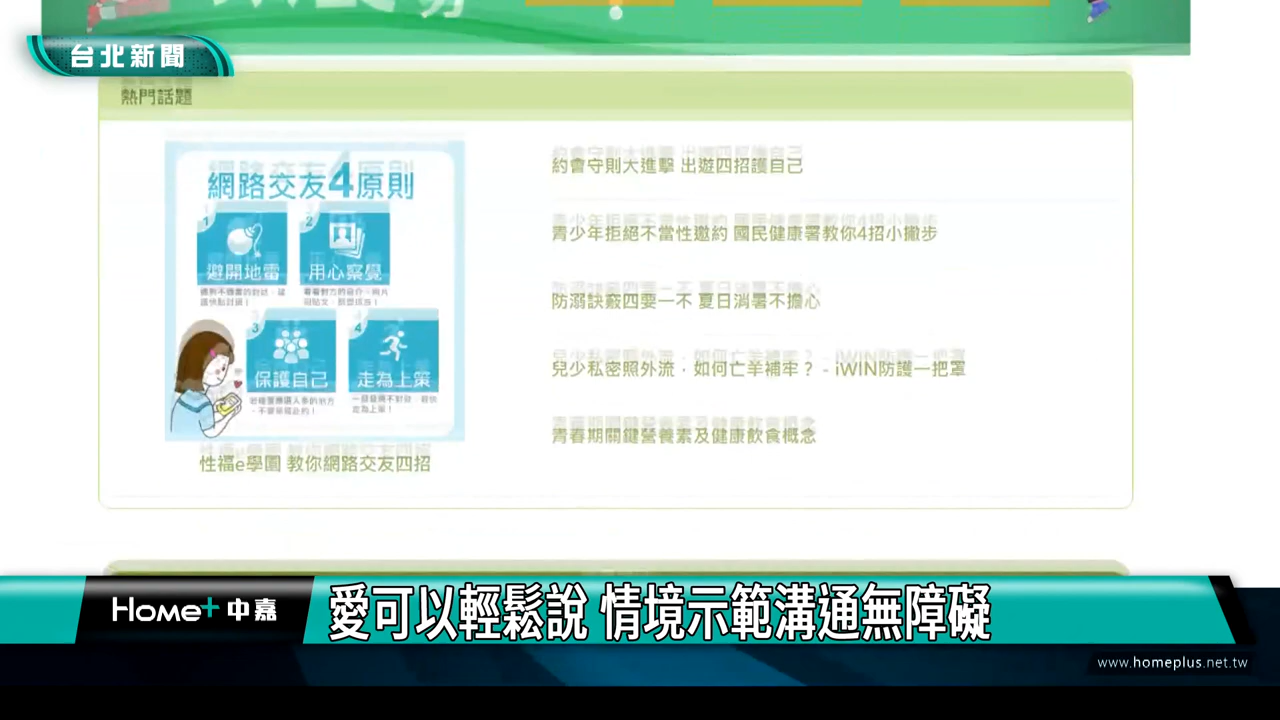 台北新聞
熱門話題
網路交友4原則
1
2
避開地雷
用心察覺
3
4
保護自己
走為上策
性福e學園 教你網路交友四招
約會守則大進擊 出遊四招護自己
青少年拒絕不當性邀約 國民健康署教你4招小撇步
防溺訣竅四要一不 夏日消暑不擔心
兒少私密照外流，如何亡羊補牢？ - iWIN防護一把罩
青春期關鍵營養素及健康飲食概念
Home+中嘉
愛可以輕鬆說 情境示範溝通無障礙
www.homeplus.net.tw